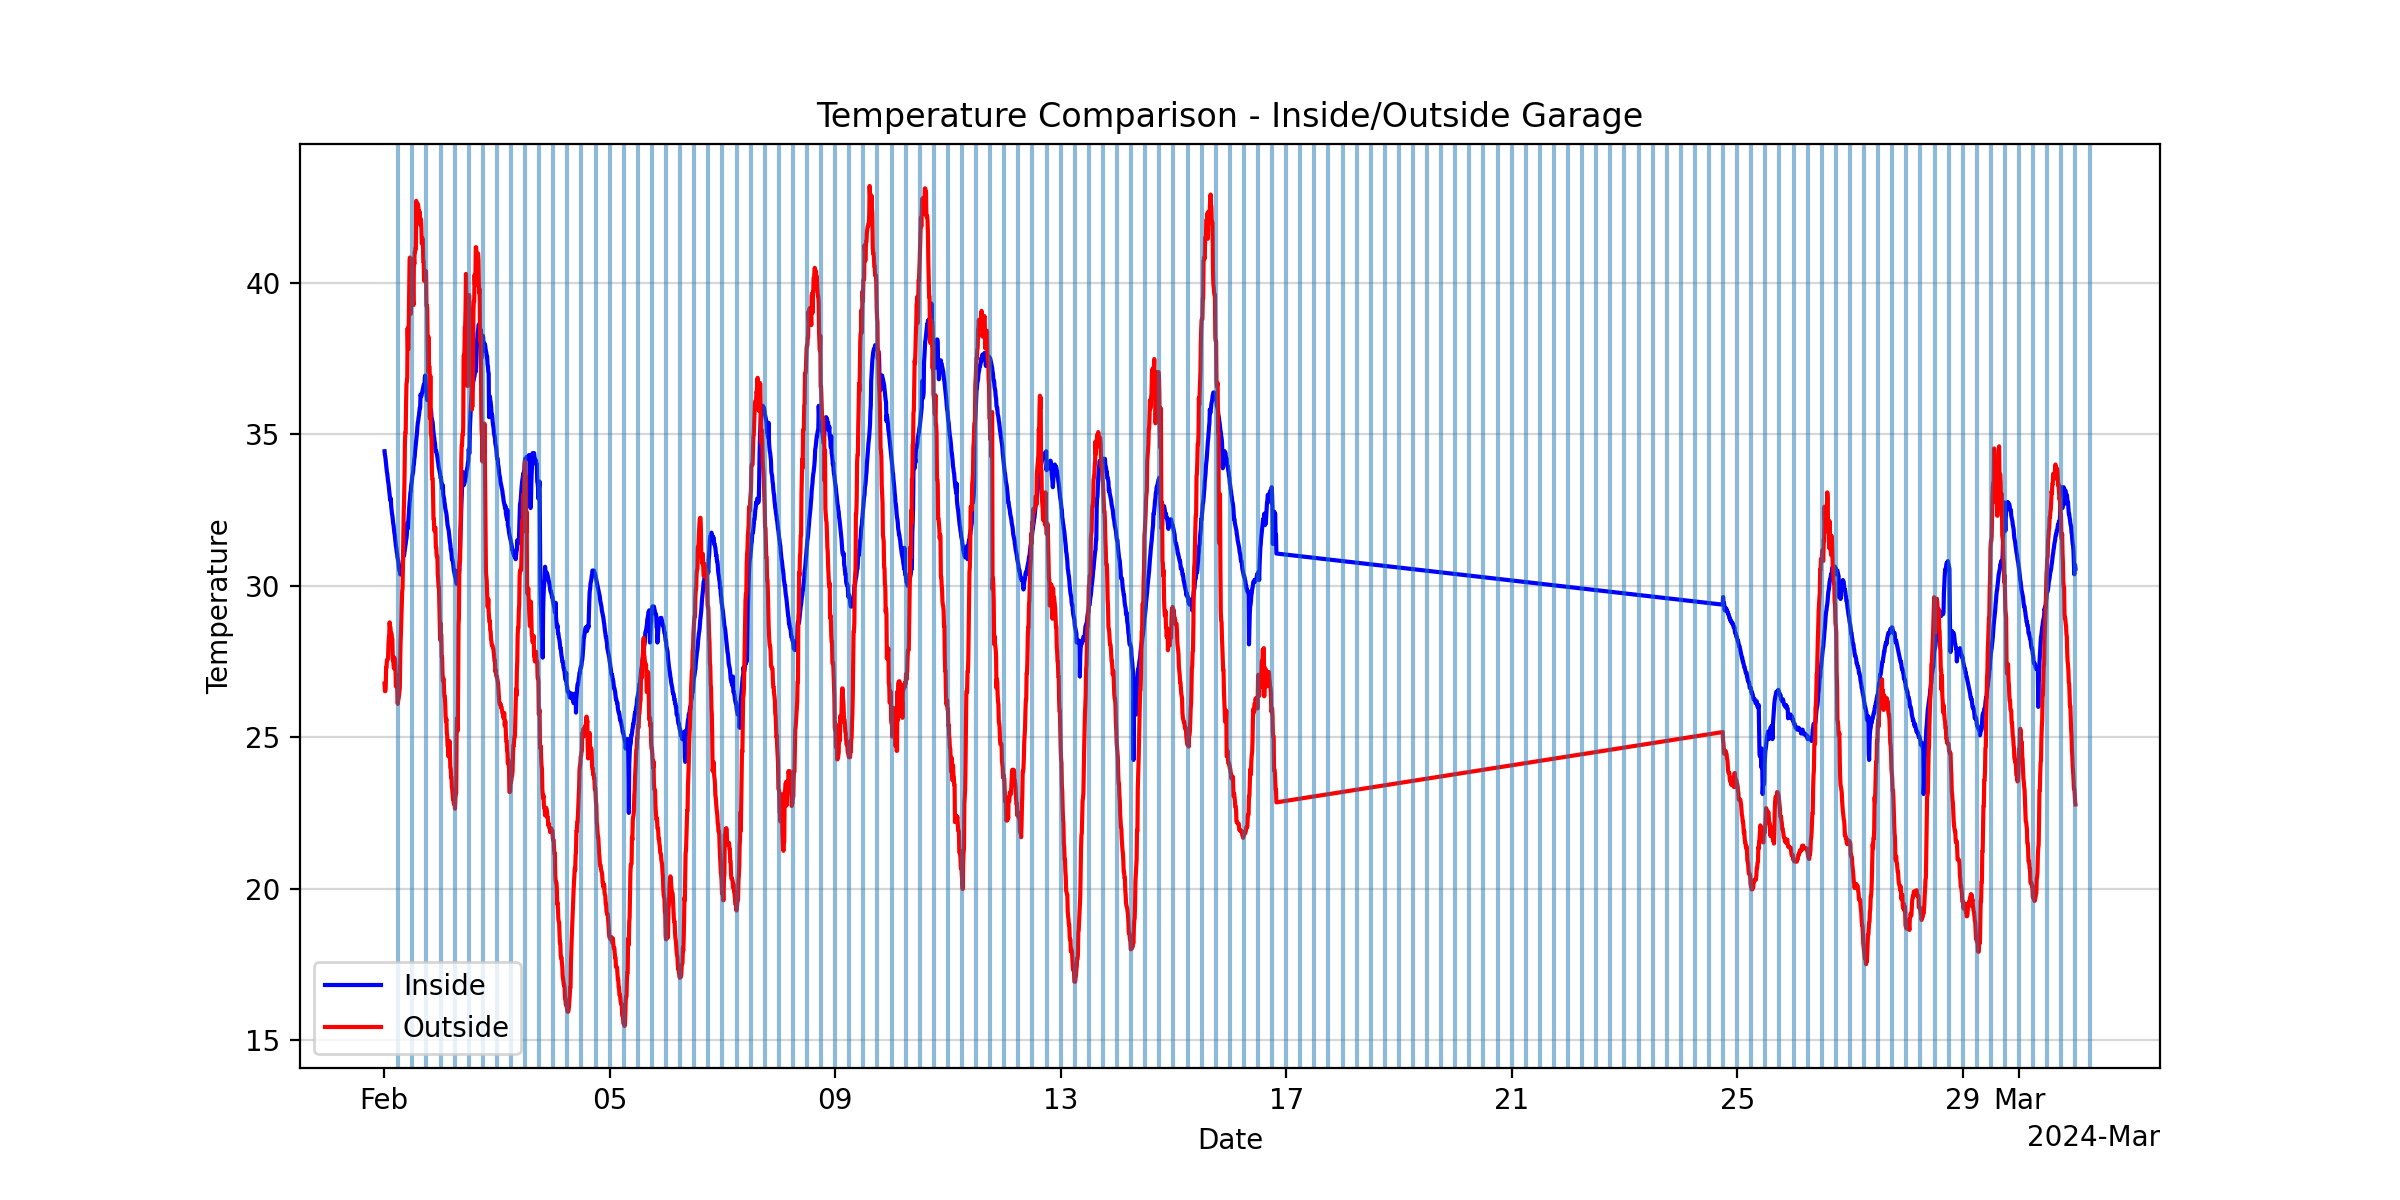 Temperature Comparison - Inside/Outside Garage
40
35
30
25
20
15
Temperature
Inside
Outside
Feb 05 09 13 17 21 25 29 Mar
Date
2024-Mar